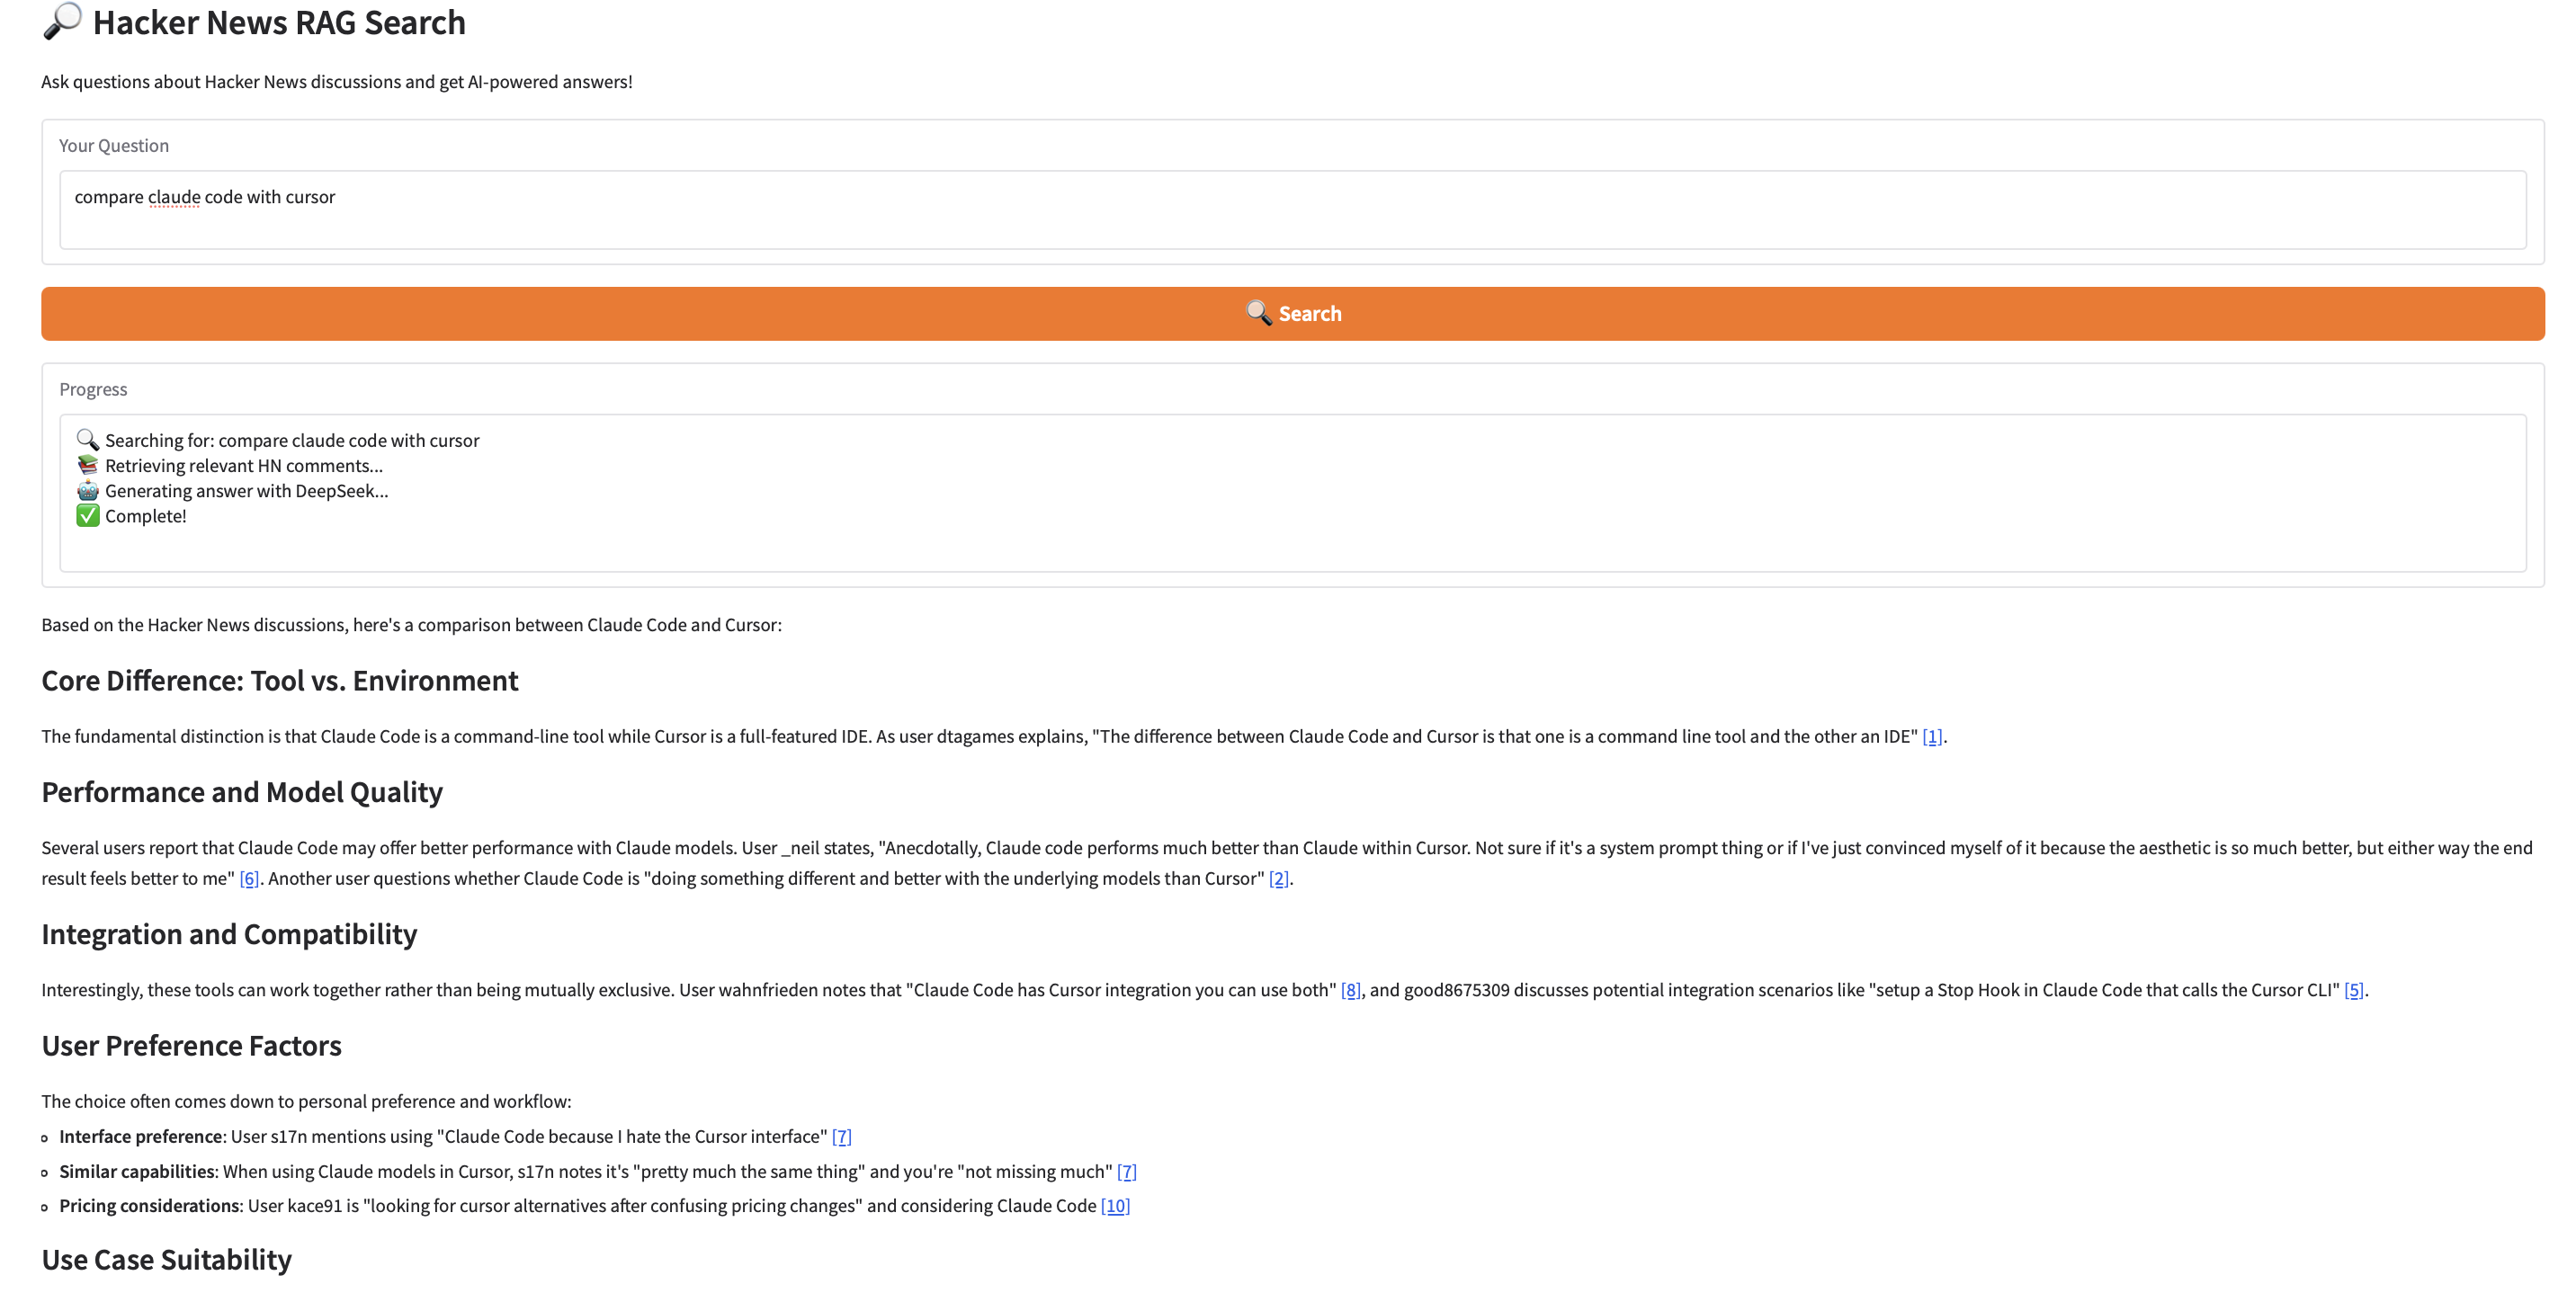 🔎 Hacker News RAG Search
Ask questions about Hacker News discussions and get AI-powered answers!
Your Question
compare claude code with cursor
🔍 Search
Progress
🔍 Searching for: compare claude code with cursor
📚 Retrieving relevant HN comments...
🤖 Generating answer with DeepSeek...
✅ Complete!
Based on the Hacker News discussions, here's a comparison between Claude Code and Cursor:
Core Difference: Tool vs. Environment
The fundamental distinction is that Claude Code is a command-line tool while Cursor is a full-featured IDE. As user dtagames explains, "The difference between Claude Code and Cursor is that one is a command line tool and the other an IDE" [1].
Performance and Model Quality
Several users report that Claude Code may offer better performance with Claude models. User _neil states, "Anecdotally, Claude code performs much better than Claude within Cursor. Not sure if it's a system prompt thing or if I've just convinced myself of it because the aesthetic is so much better, but either way the end
result feels better to me" [6]. Another user questions whether Claude Code is "doing something different and better with the underlying models than Cursor" [2].
Integration and Compatibility
Interestingly, these tools can work together rather than being mutually exclusive. User wahnfrieden notes that "Claude Code has Cursor integration you can use both" [8], and good8675309 discusses potential integration scenarios like "setup a Stop Hook in Claude Code that calls the Cursor CLI" [5].
User Preference Factors
The choice often comes down to personal preference and workflow:
Interface preference: User s17n mentions using "Claude Code because I hate the Cursor interface" [7]
Similar capabilities: When using Claude models in Cursor, s17n notes it's "pretty much the same thing" and you're "not missing much" [7]
Pricing considerations: User kace91 is "looking for cursor alternatives after confusing pricing changes" and considering Claude Code [10]
Use Case Suitability